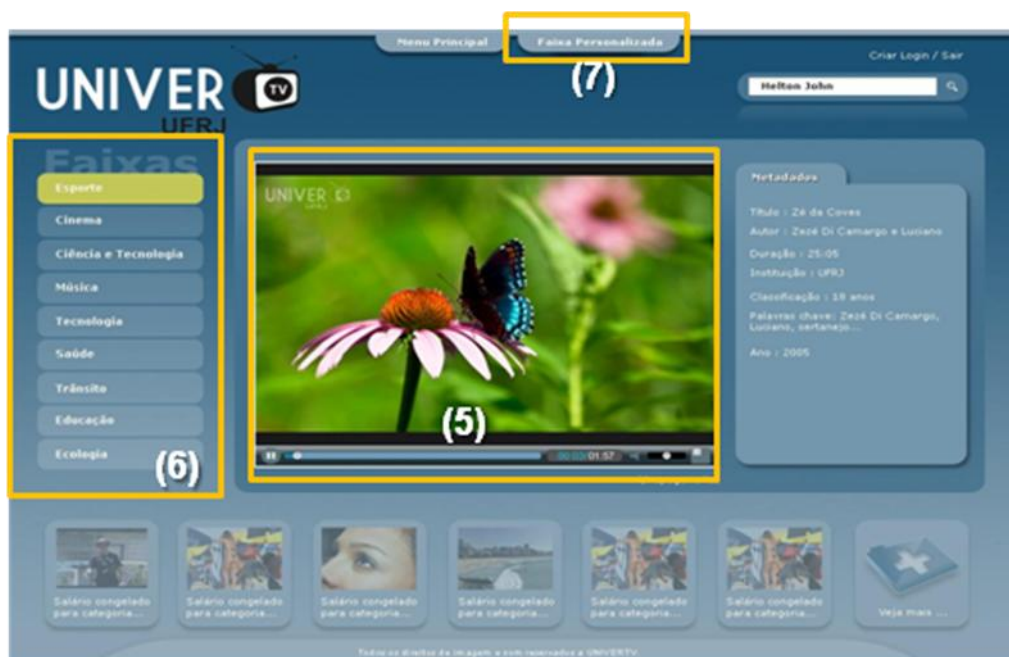 Menu Principal
Faixa Personalizada
(7)
Criar Login / Sair
Helton John
UNIVER TV
UFRJ
Faixas
Esporte
Cinema
Ciência e Tecnologia
Música
Tecnologia
Saúde
Trânsito
Educação
Ecologia
(6)
UNIVER
UFRJ
(5)
01:57
Metadados
Título : Zé da Coves
Autor : Zezé Di Camargo e Luciano
Duração : 25:05
Instituição : UFRJ
Classificação : 18 anos
Palavras chave: Zezé Di Camargo,
Luciano, sertanejo...
Ano : 2005
Salário congelado
para categoria...
Salário congelado
para categoria...
Salário congelado
para categoria...
Salário congelado
para categoria...
Salário congelado
para categoria...
Salário congelado
para categoria...
Veja mais ...
Todos os direitos da imagem e som reservados a UNIVERTV.